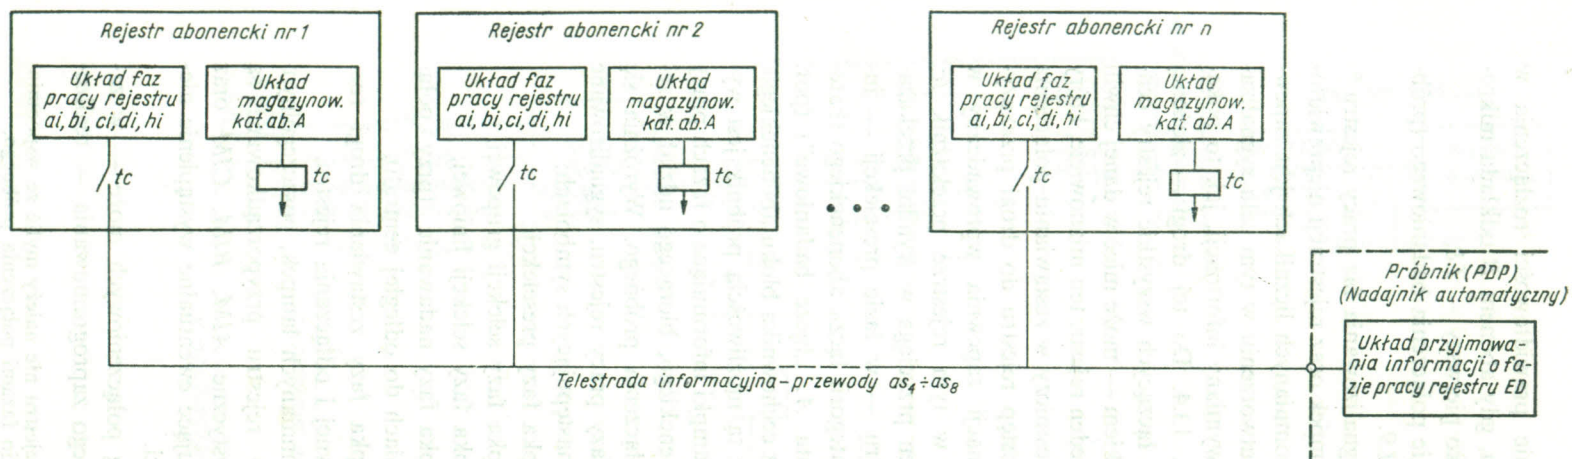 Rejestr abonencki nr 1
Układ faz
pracy rejestru
ai, bi, ci, di, hi
Układ
magazynow.
kat. ab. A
tc
tc
Rejestr abonencki nr 2
Układ faz
pracy rejestru
ai, bi, ci, di, hi
Układ
magazynow.
kat. ab. A
tc
tc
Rejestr abonencki nr n
Układ faz
pracy rejestru
ai, bi, ci, di, hi
Układ
magazynow.
kat. ab. A
tc
tc
Próbnik (PDP)
(Nadajnik automatyczny)
Układ przyjmowa-
nia informacji o fa-
zie pracy rejestru ED
Telestrada informacyjna-przewody as₄÷as₈